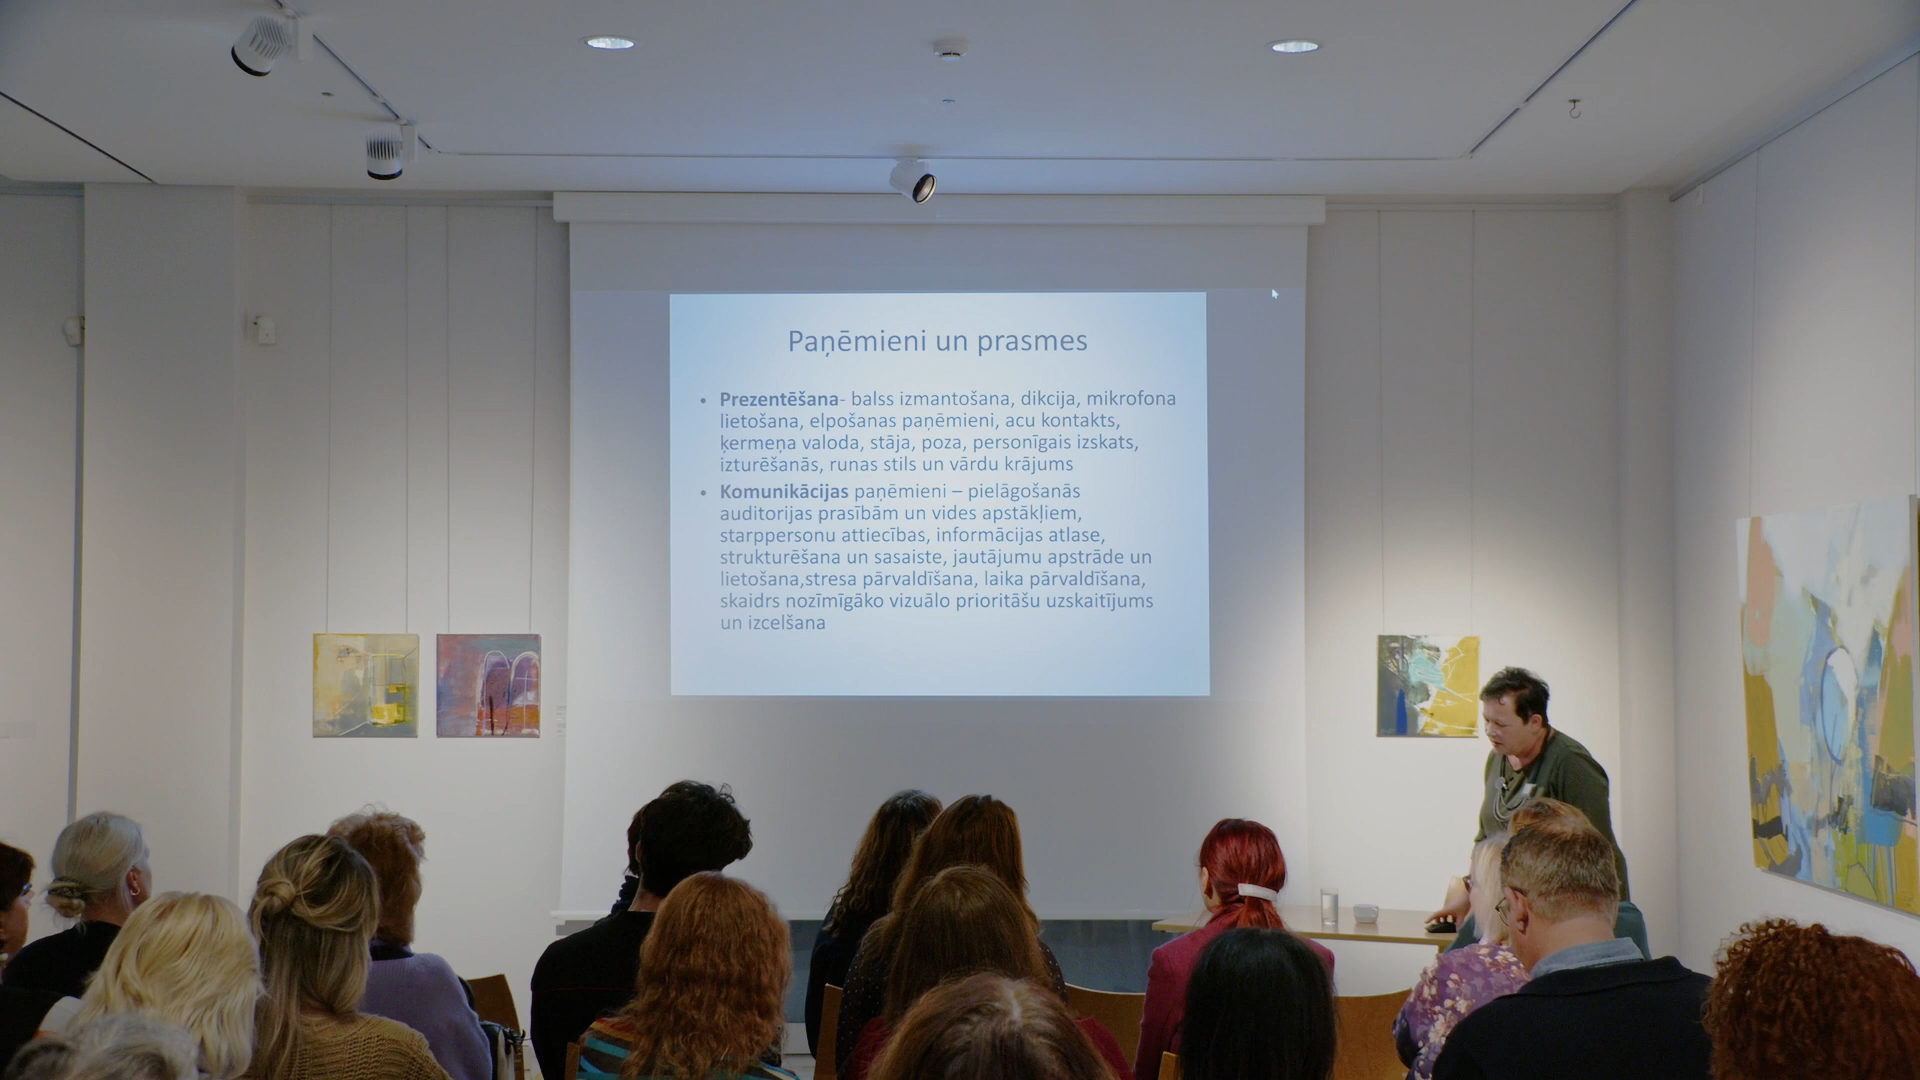 Paņēmieni un prasmes
• Prezentēšana- balss izmantošana, dikcija, mikrofona
lietošana, elpošanas paņēmieni, acu kontakts,
ķermeņa valoda, stāja, poza, personīgais izskats,
izturēšanās, runas stils un vārdu krājums
• Komunikācijas paņēmieni – pielāgošanās
auditorijas prasībām un vides apstākļiem,
starppersonu attiecības, informācijas atlase,
strukturēšana un sasaiste, jautājumu apstrāde un
lietošana,stresa pārvaldīšana, laika pārvaldīšana,
skaidrs nozīmīgāko vizuālo prioritāšu uzskaitījums
un izcelšana